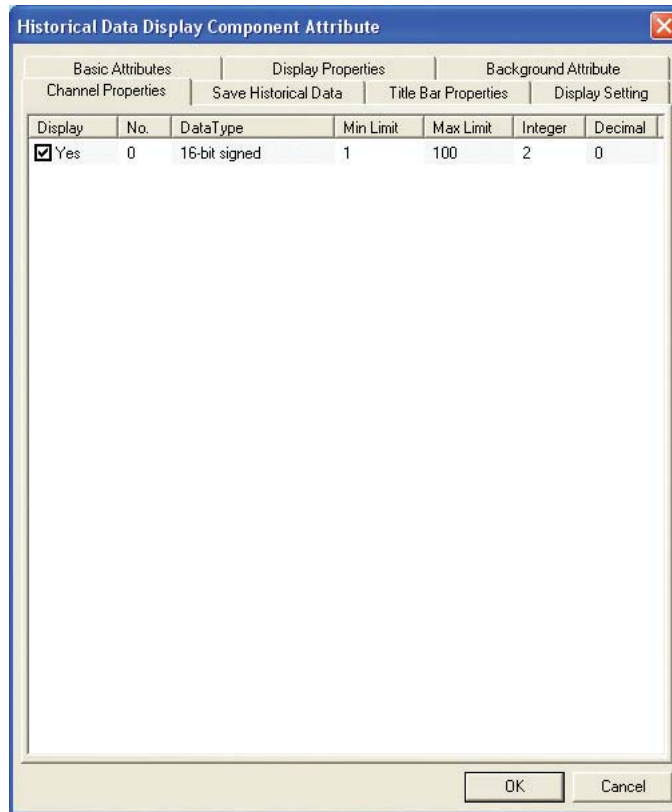 Historical Data Display Component Attribute
Basic Attributes Display Properties Background Attribute
Channel Properties Save Historical Data Title Bar Properties Display Setting
Display No. DataType Min Limit Max Limit Integer Decimal
Yes 0 16-bit signed 1 100 2 0
OK Cancel